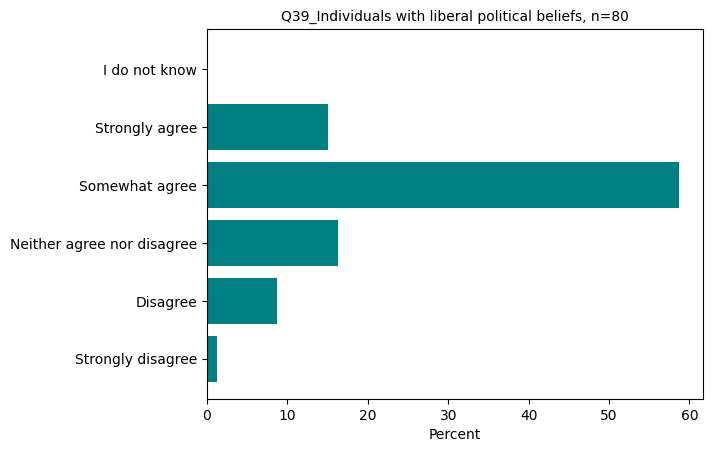 Q39_Individuals with liberal political beliefs, n=80
I do not know
Strongly agree
Somewhat agree
Neither agree nor disagree
Disagree
Strongly disagree
0 10 20 30 40 50 60
Percent